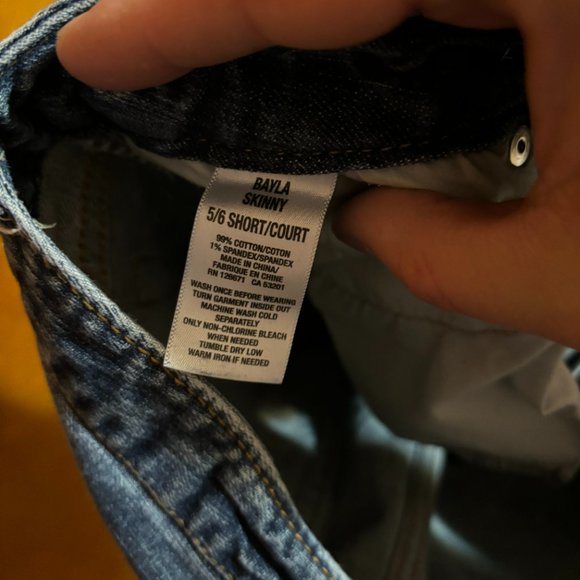 BAYLA
SKINNY
5/6 SHORT/COURT
99% COTTON/COTON
1% SPANDEX/SPANDEX
MADE IN CHINA/
FABRIQUE EN CHINE
RN 126671 CA 53201
WASH ONCE BEFORE WEARING
TURN GARMENT INSIDE OUT
MACHINE WASH COLD
SEPARATELY
ONLY NON-CHLORINE BLEACH
WHEN NEEDED
TUMBLE DRY LOW
WARM IRON IF NEEDED